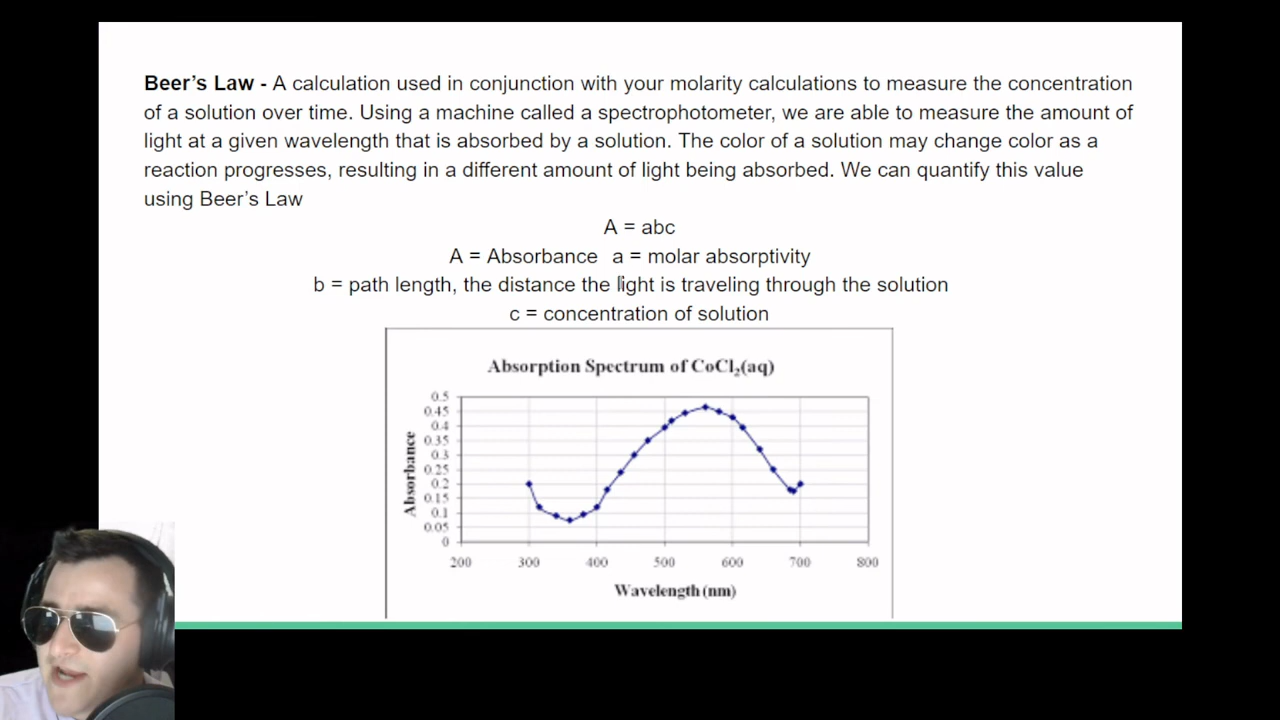 Beer's Law - A calculation used in conjunction with your molarity calculations to measure the concentration
of a solution over time. Using a machine called a spectrophotometer, we are able to measure the amount of
light at a given wavelength that is absorbed by a solution. The color of a solution may change color as a
reaction progresses, resulting in a different amount of light being absorbed. We can quantify this value
using Beer's Law
A = abc
A = Absorbance a = molar absorptivity
b = path length, the distance the light is traveling through the solution
c = concentration of solution
Absorption Spectrum of CoCl₂(aq)
Absorbance
0.5
0.45
0.4
0.35
0.3
0.25
0.2
0.15
0.1
0.05
0
200 300 400 500 600 700 800
Wavelength (nm)